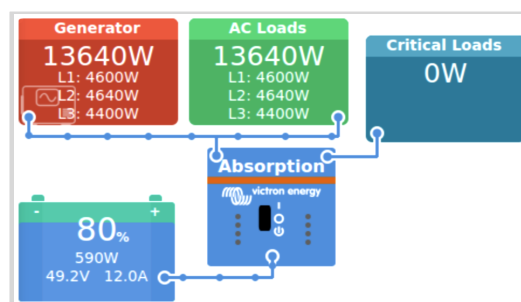 Generator
13640W
L1: 4600W
L2: 4640W
L3: 4400W
AC Loads
13640W
L1: 4600W
L2: 4640W
L3: 4400W
Critical Loads
0W
Absorption
victron energy
I
O
- +
80%
590W
49.2V 12.0A